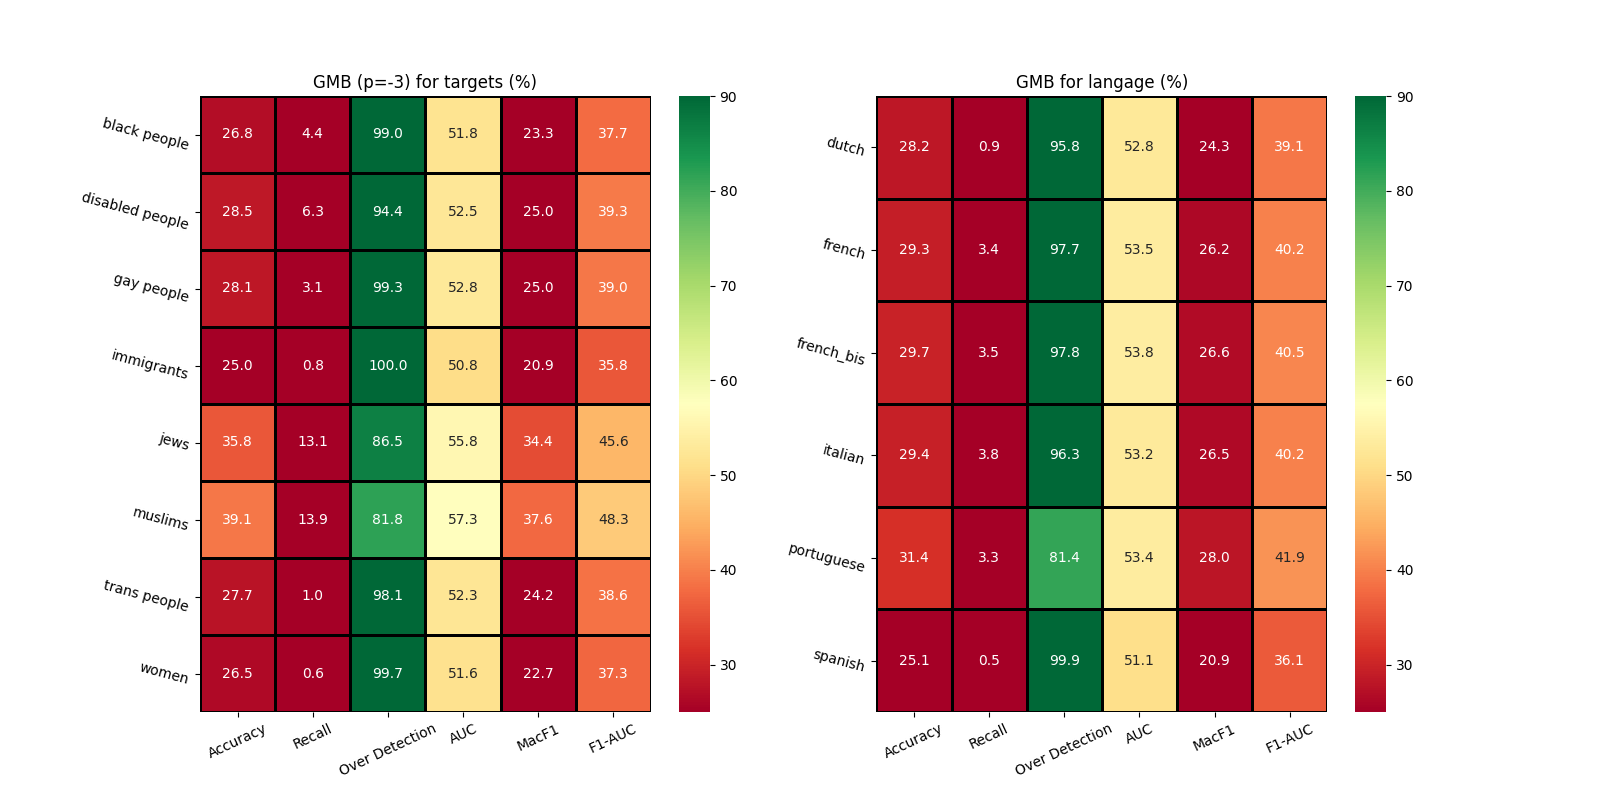 GMB (p=-3) for targets (%)
black people 26.8 4.4 99.0 51.8 23.3 37.7
disabled people 28.5 6.3 94.4 52.5 25.0 39.3
gay people 28.1 3.1 99.3 52.8 25.0 39.0
immigrants 25.0 0.8 100.0 50.8 20.9 35.8
jews 35.8 13.1 86.5 55.8 34.4 45.6
muslims 39.1 13.9 81.8 57.3 37.6 48.3
trans people 27.7 1.0 98.1 52.3 24.2 38.6
women 26.5 0.6 99.7 51.6 22.7 37.3
Accuracy Recall Over Detection AUC MacF1 F1-AUC
90
80
70
60
50
40
30
GMB for langage (%)
dutch 28.2 0.9 95.8 52.8 24.3 39.1
french 29.3 3.4 97.7 53.5 26.2 40.2
french_bis 29.7 3.5 97.8 53.8 26.6 40.5
italian 29.4 3.8 96.3 53.2 26.5 40.2
portuguese 31.4 3.3 81.4 53.4 28.0 41.9
spanish 25.1 0.5 99.9 51.1 20.9 36.1
Accuracy Recall Over Detection AUC MacF1 F1-AUC
90
80
70
60
50
40
30